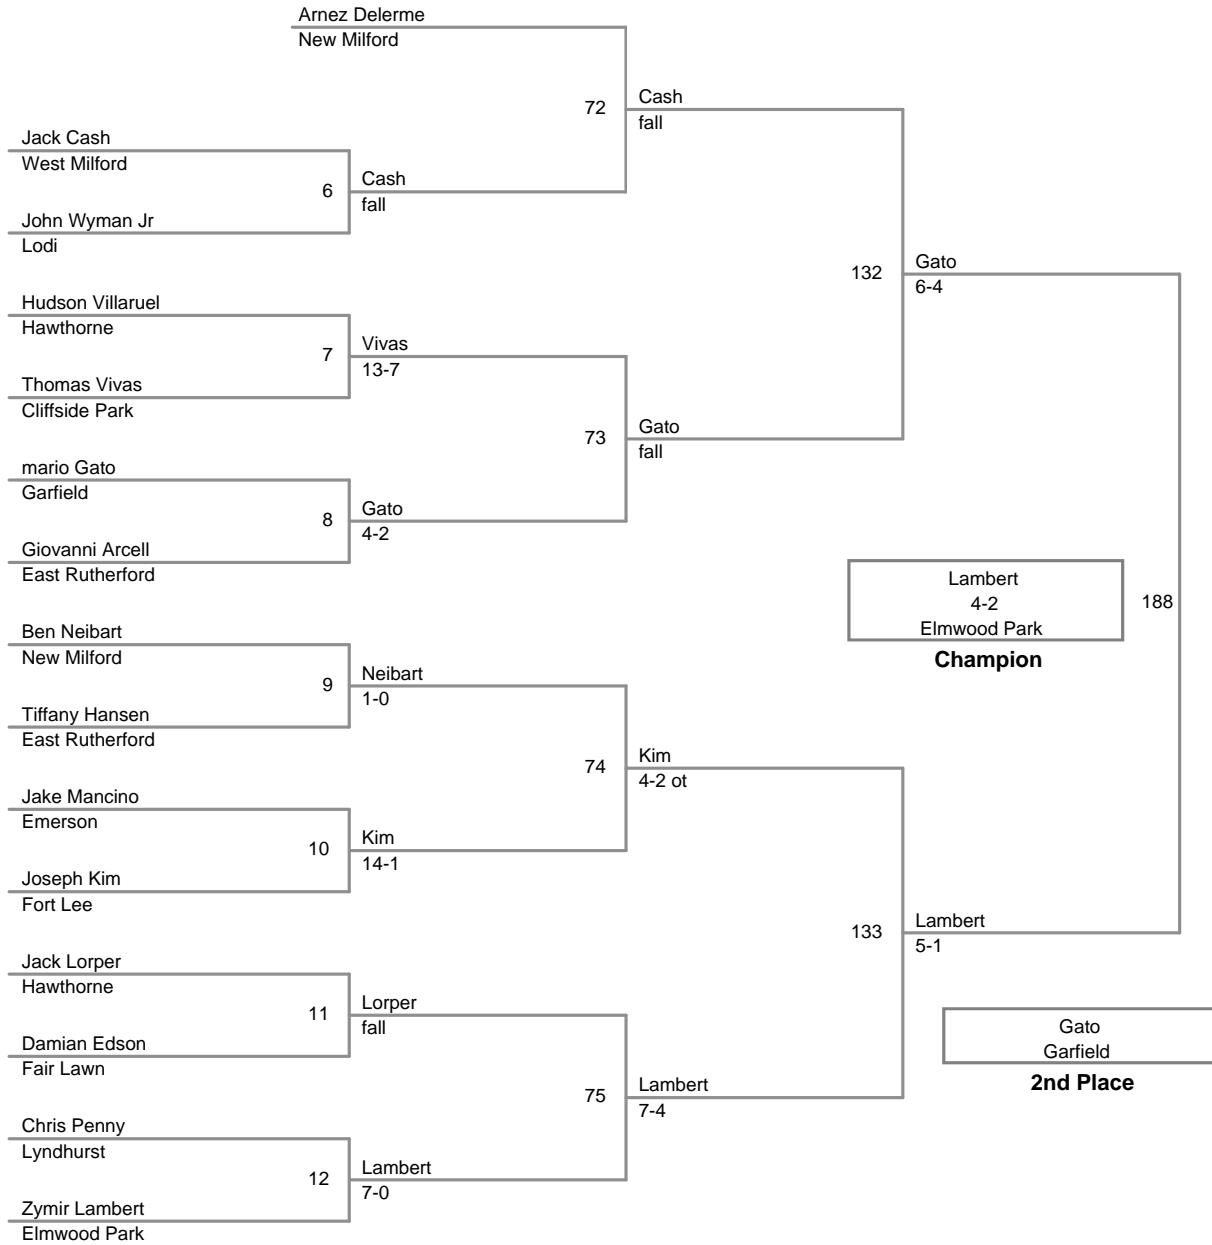 Arnez Delerme
New Milford
72
Cash
fall
Jack Cash
West Milford
6
Cash
fall
John Wyman Jr
Lodi
132
Gato
6-4
Hudson Villaruel
Hawthorne
7
Vivas
13-7
Thomas Vivas
Cliffside Park
73
Gato
fall
mario Gato
Garfield
8
Gato
4-2
Giovanni Arcell
East Rutherford
Lambert
4-2
Elmwood Park
Champion
188
Ben Neibart
New Milford
9
Neibart
1-0
Tiffany Hansen
East Rutherford
74
Kim
4-2 ot
Jake Mancino
Emerson
10
Kim
14-1
Joseph Kim
Fort Lee
133
Lambert
5-1
Jack Lorper
Hawthorne
11
Lorper
fall
Damian Edson
Fair Lawn
Gato
Garfield
2nd Place
75
Lambert
7-4
Chris Penny
Lyndhurst
12
Lambert
7-0
Zymir Lambert
Elmwood Park